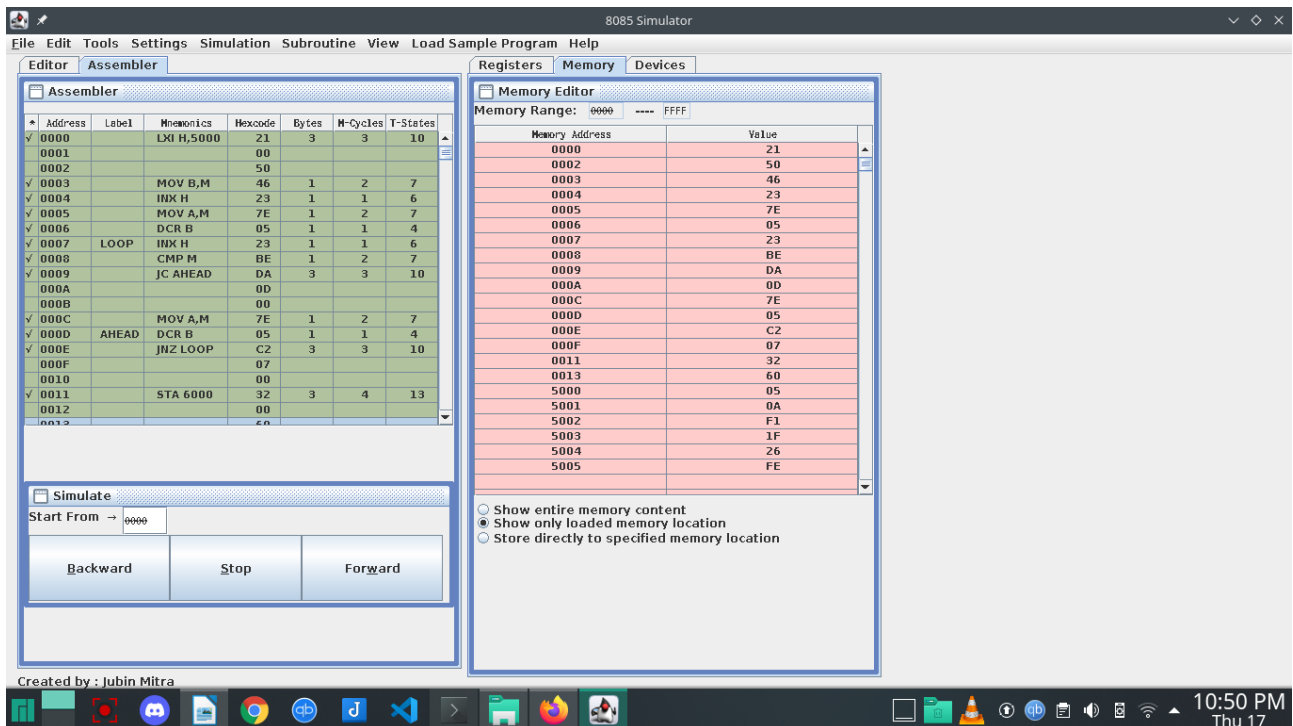 8085 Simulator
File Edit Tools Settings Simulation Subroutine View Load Sample Program Help
Editor Assembler
Assembler
* Address Label Mnemonics Hexcode Bytes M-Cycles T-States
√ 0000 LXI H,5000 21 3 3 10
0001 00
0002 50
√ 0003 MOV B,M 46 1 2 7
√ 0004 INX H 23 1 1 6
√ 0005 MOV A,M 7E 1 2 7
√ 0006 DCR B 05 1 1 4
√ 0007 LOOP INX H 23 1 1 6
√ 0008 CMP M BE 1 2 7
√ 0009 JC AHEAD DA 3 3 10
000A 0D
000B 00
√ 000C MOV A,M 7E 1 2 7
√ 000D AHEAD DCR B 05 1 1 4
√ 000E JNZ LOOP C2 3 3 10
000F 07
0010 00
√ 0011 STA 6000 32 3 4 13
0012 00
0013 60
Simulate
Start From → 0000
Backward Stop Forward
Registers Memory Devices
Memory Editor
Memory Range: 0000 ---- FFFF
Memory Address Value
0000 21
0002 50
0003 46
0004 23
0005 7E
0006 05
0007 23
0008 BE
0009 DA
000A 0D
000C 7E
000D 05
000E C2
000F 07
0011 32
0013 60
5000 05
5001 0A
5002 F1
5003 1F
5004 26
5005 FE
Show entire memory content
Show only loaded memory location
Store directly to specified memory location
Created by : Jubin Mitra
qb J qb
10:50 PM
Thu 17